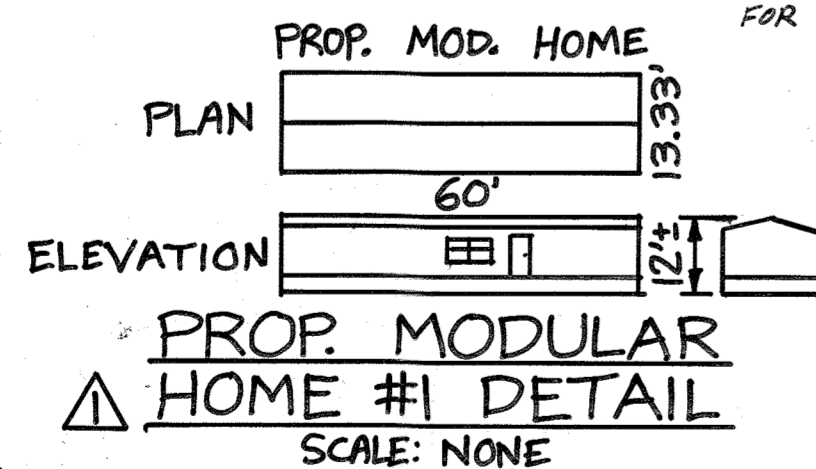 FOR
PROP. MOD. HOME
PLAN
13.33'
60'
ELEVATION
12'±
PROP. MODULAR
1 HOME #1 DETAIL
SCALE: NONE